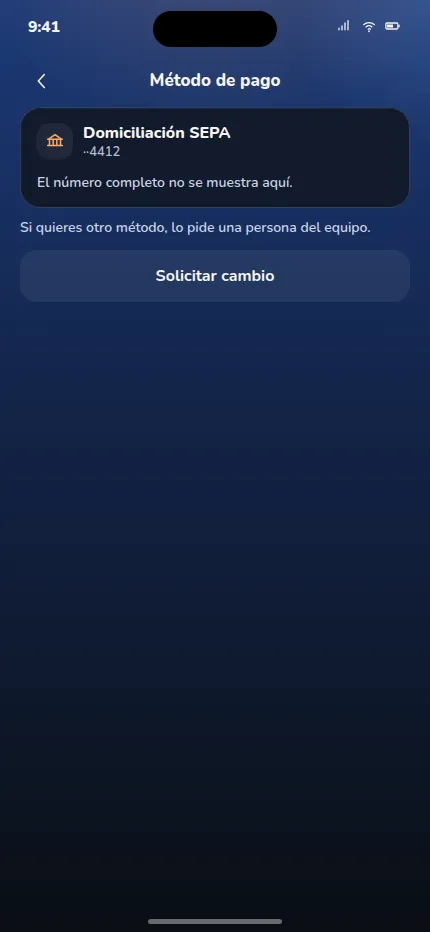 9:41
Método de pago
Domiciliación SEPA
··4412
El número completo no se muestra aquí.
Si quieres otro método, lo pide una persona del equipo.
Solicitar cambio